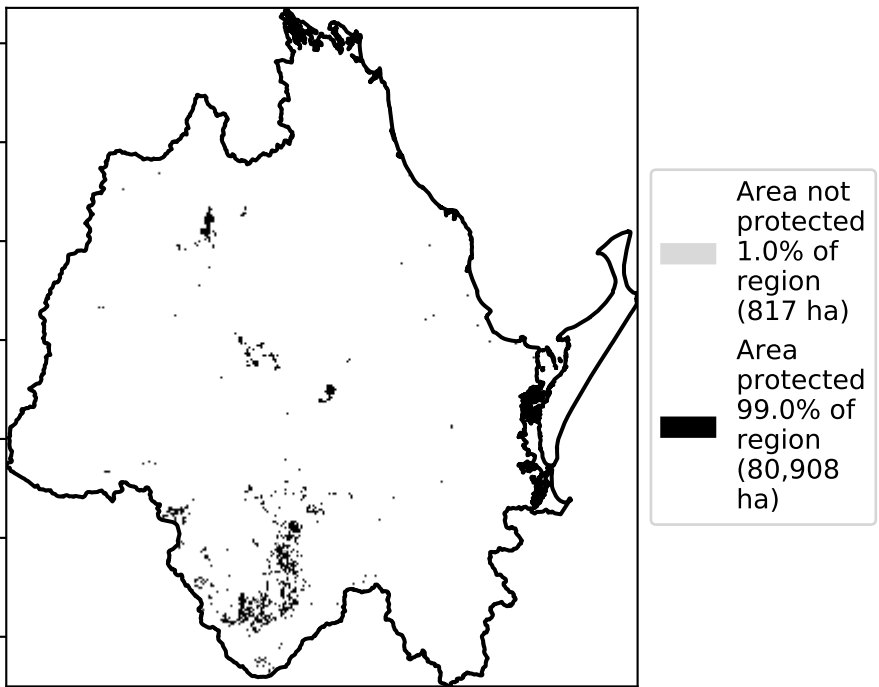 Area not
protected
1.0% of
region
(817 ha)
Area
protected
99.0% of
region
(80,908
ha)